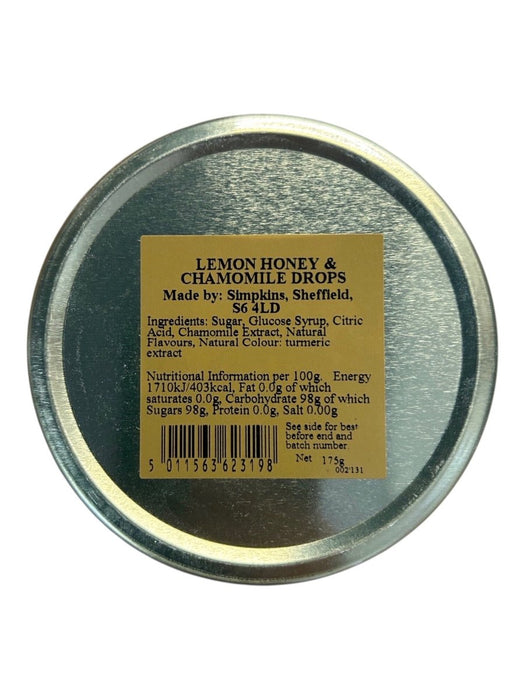 LEMON HONEY &
CHAMOMILE DROPS
Made by: Simpkins, Sheffield,
S6 4LD
Ingredients: Sugar, Glucose Syrup, Citric
Acid, Chamomile Extract, Natural
Flavours, Natural Colour: turmeric
extract
Nutritional Information per 100g. Energy
1710kJ/403kcal, Fat 0.0g of which
saturates 0.0g, Carbohydrate 98g of which
Sugars 98g, Protein 0.0g, Salt 0.00g
See side for best
before end and
batch number.
Net 175g
002131
5 011563 623198